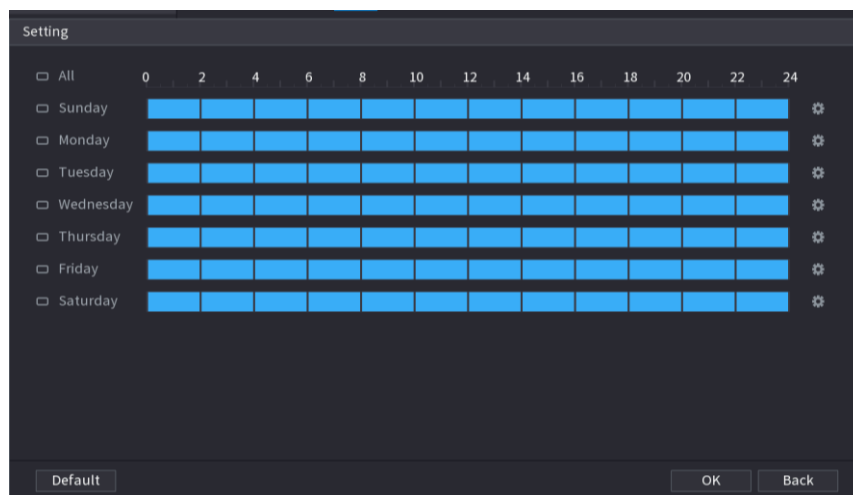 Setting
All 0 2 4 6 8 10 12 14 16 18 20 22 24
Sunday
Monday
Tuesday
Wednesday
Thursday
Friday
Saturday
Default OK Back